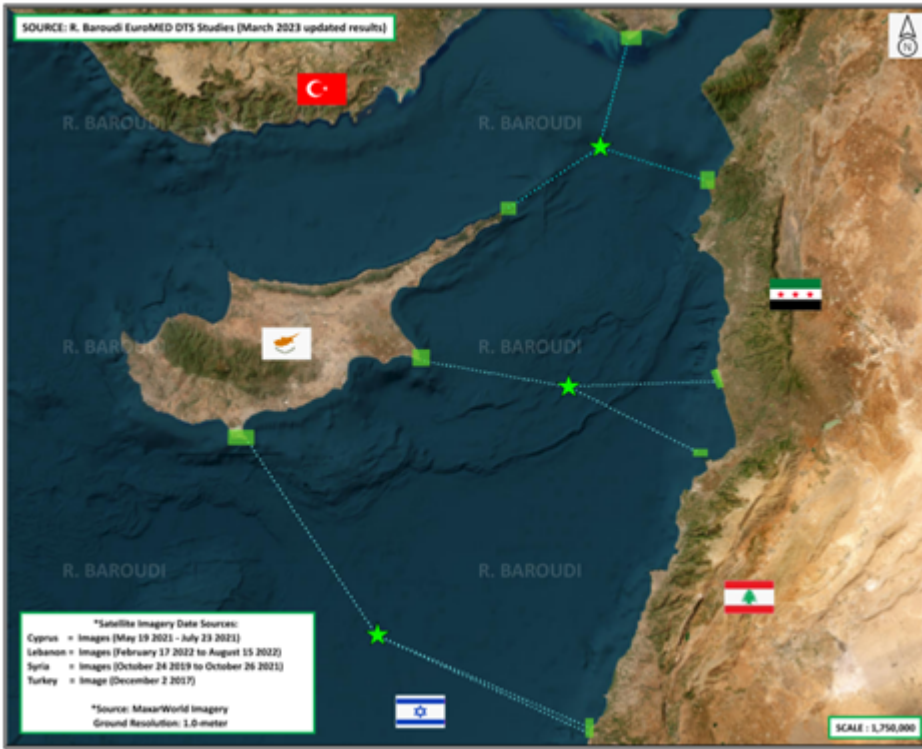 SOURCE: R. Baroudi EuroMED DTS Studies (March 2023 updated results)
N
R. BAROUDI R. BAROUDI
R. BAROUDI R. BAROUDI
R. BAROUDI R. BAROUDI
*Satellite Imagery Date Sources:
Cyprus = Images (May 19 2021 - July 23 2021)
Lebanon = Images (February 17 2022 to August 15 2022)
Syria = Images (October 24 2019 to October 26 2021)
Turkey = Image (December 2 2017)
*Source: MaxarWorld Imagery
Ground Resolution: 1.0-meter
SCALE : 1,750,000